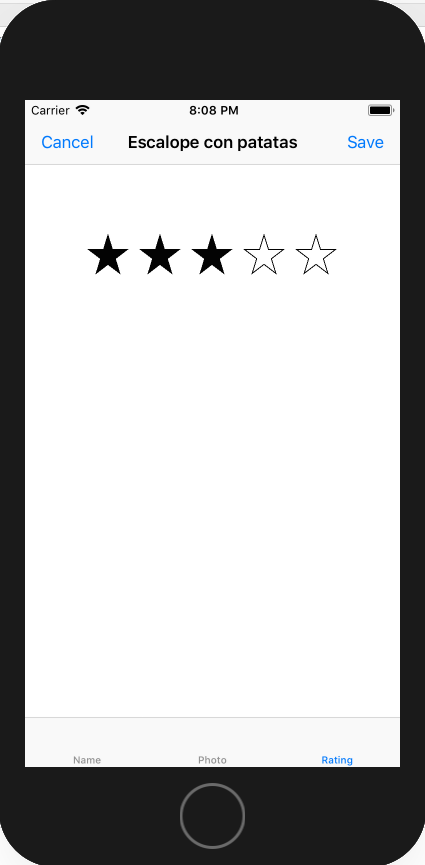 Carrier 8:08 PM
Cancel Escalope con patatas Save
Name Photo Rating